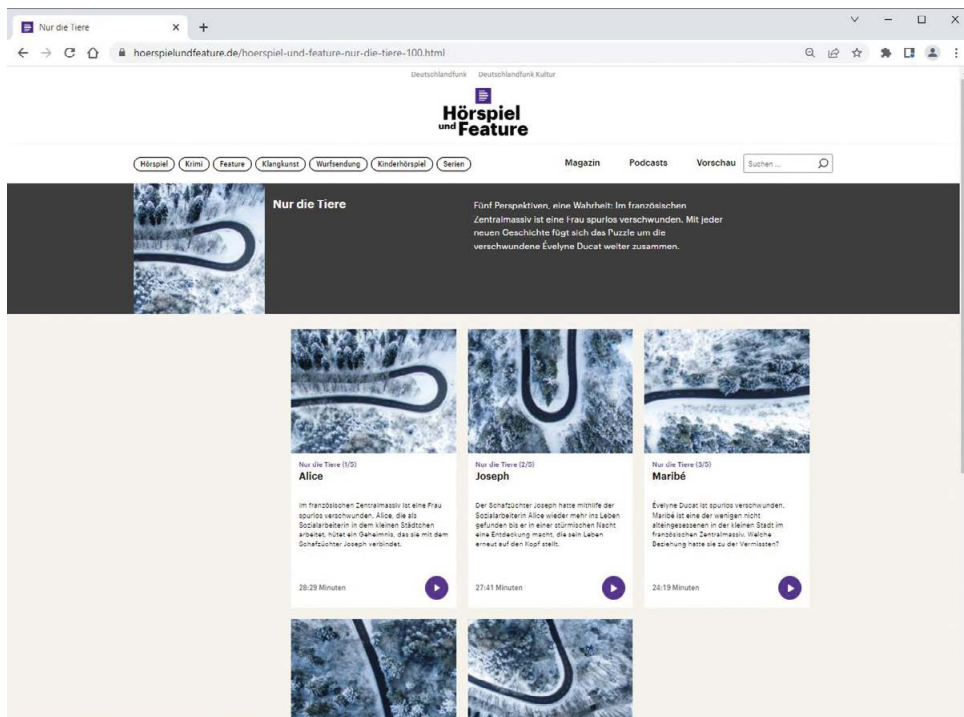 Nur die Tiere
hoerspielundfeature.de/hoerspiel-und-feature-nur-die-tiere-100.html
Deutschlandfunk Deutschlandfunk Kultur
Hörspiel
und Feature
Hörspiel Krimi Feature Klangkunst Wurfsendung Kinderhörspiel Serien Magazin Podcasts Vorschau Suchen ...
Nur die Tiere
Fünf Perspektiven, eine Wahrheit: Im französischen
Zentralmassiv ist eine Frau spurlos verschwunden. Mit jeder
neuen Geschichte fügt sich das Puzzle um die
verschwundene Évelyne Ducat weiter zusammen.
Nur die Tiere (1/5)
Alice
Im französischen Zentralmassiv ist eine Frau
spurlos verschwunden. Alice, die als
Sozialarbeiterin in dem kleinen Städtchen
arbeitet, hütet ein Geheimnis, das sie mit dem
Schafzüchter Joseph verbindet.
28:29 Minuten
Nur die Tiere (2/5)
Joseph
Der Schafzüchter Joseph hatte mithilfe der
Sozialarbeiterin Alice wieder mehr ins Leben
gefunden bis er in einer stürmischen Nacht
eine Entdeckung macht, die sein Leben
erneut auf den Kopf stellt.
27:41 Minuten
Nur die Tiere (3/5)
Maribé
Évelyne Ducat ist spurlos verschwunden.
Maribé ist eine der wenigen nicht
alteingesessenen in der kleinen Stadt im
französischen Zentralmassiv. Welche
Beziehung hatte sie zu der Vermissten?
24:19 Minuten